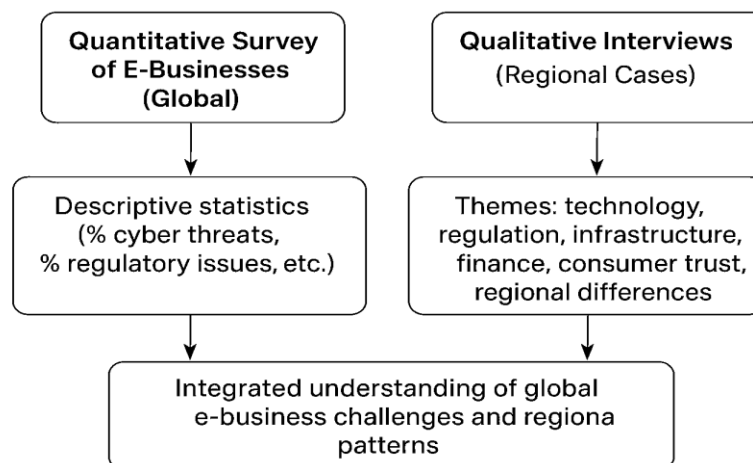 Quantitative Survey
of E-Businesses
(Global)
Qualitative Interviews
(Regional Cases)
Descriptive statistics
(% cyber threats,
% regulatory issues, etc.)
Themes: technology,
regulation, infrastructure,
finance, consumer trust,
regional differences
Integrated understanding of global
e-business challenges and regiona
patterns